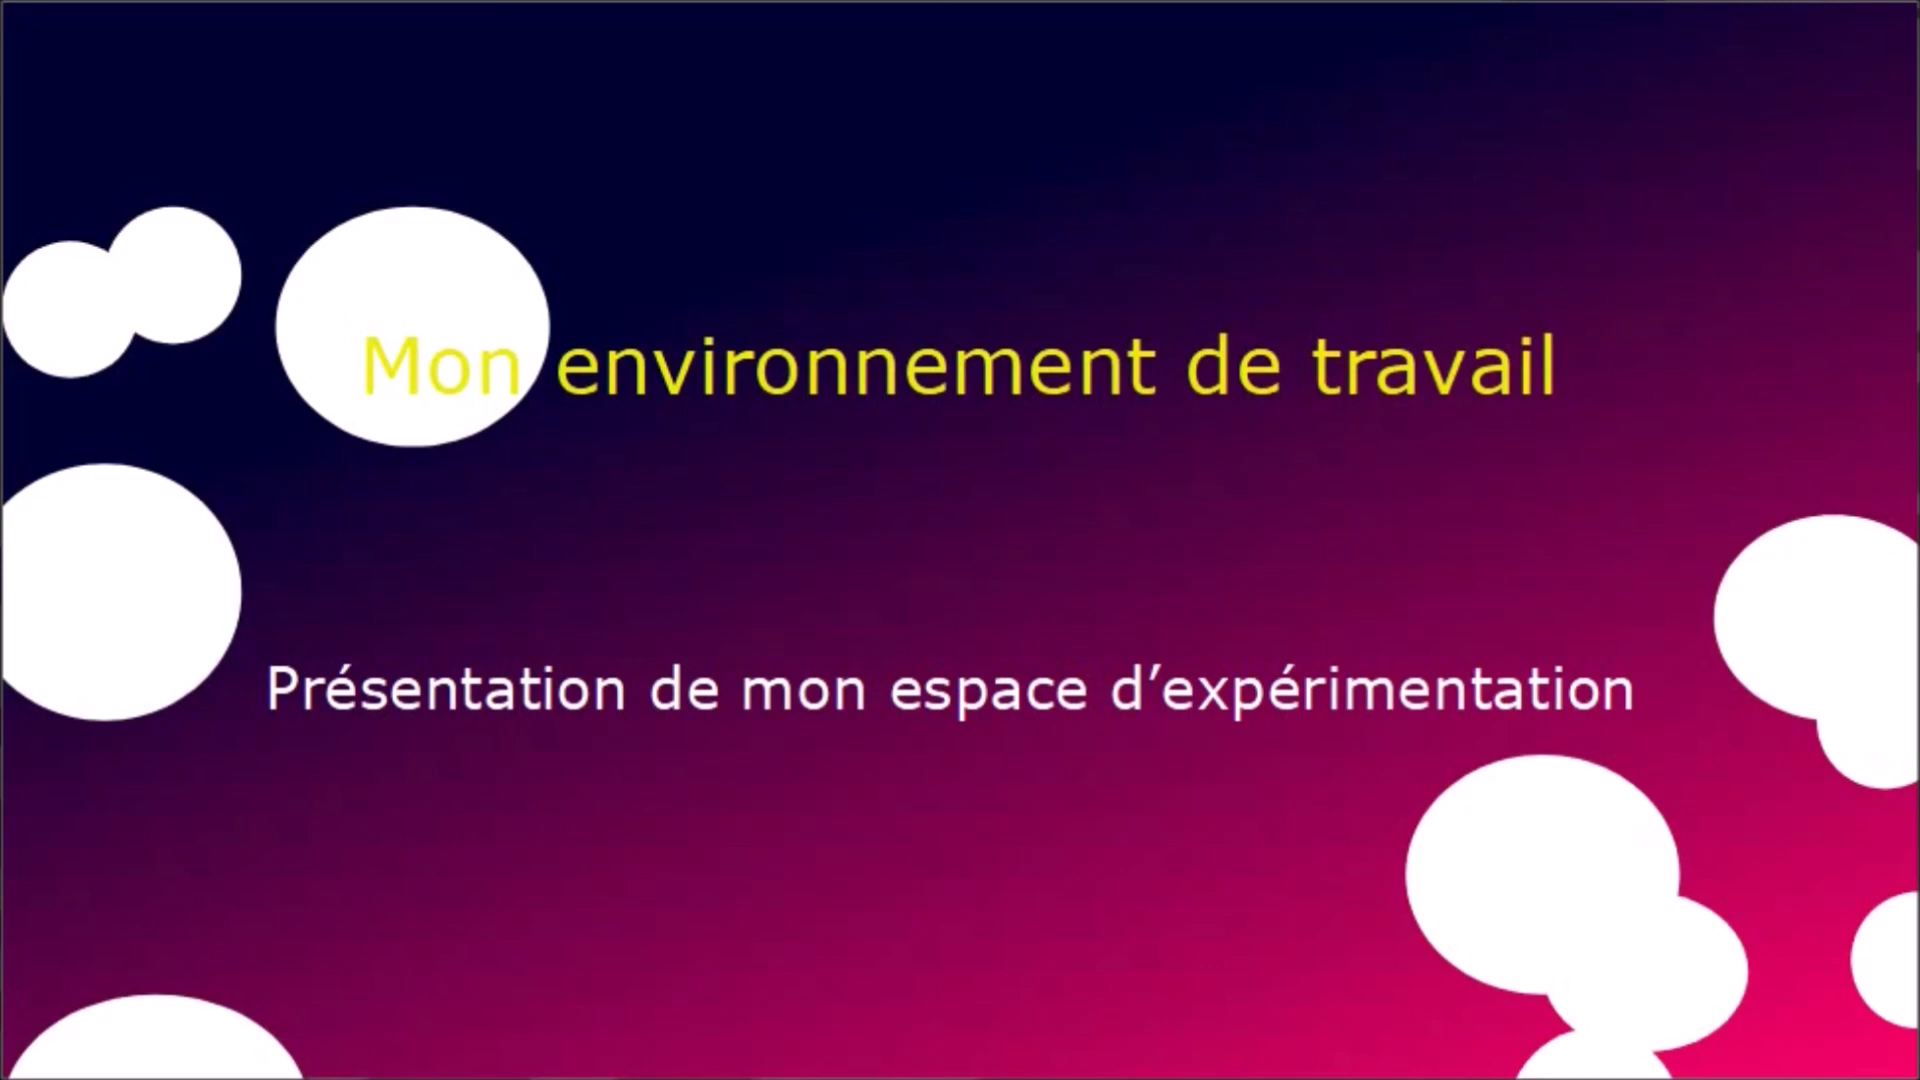 Mon environnement de travail
Présentation de mon espace d’expérimentation